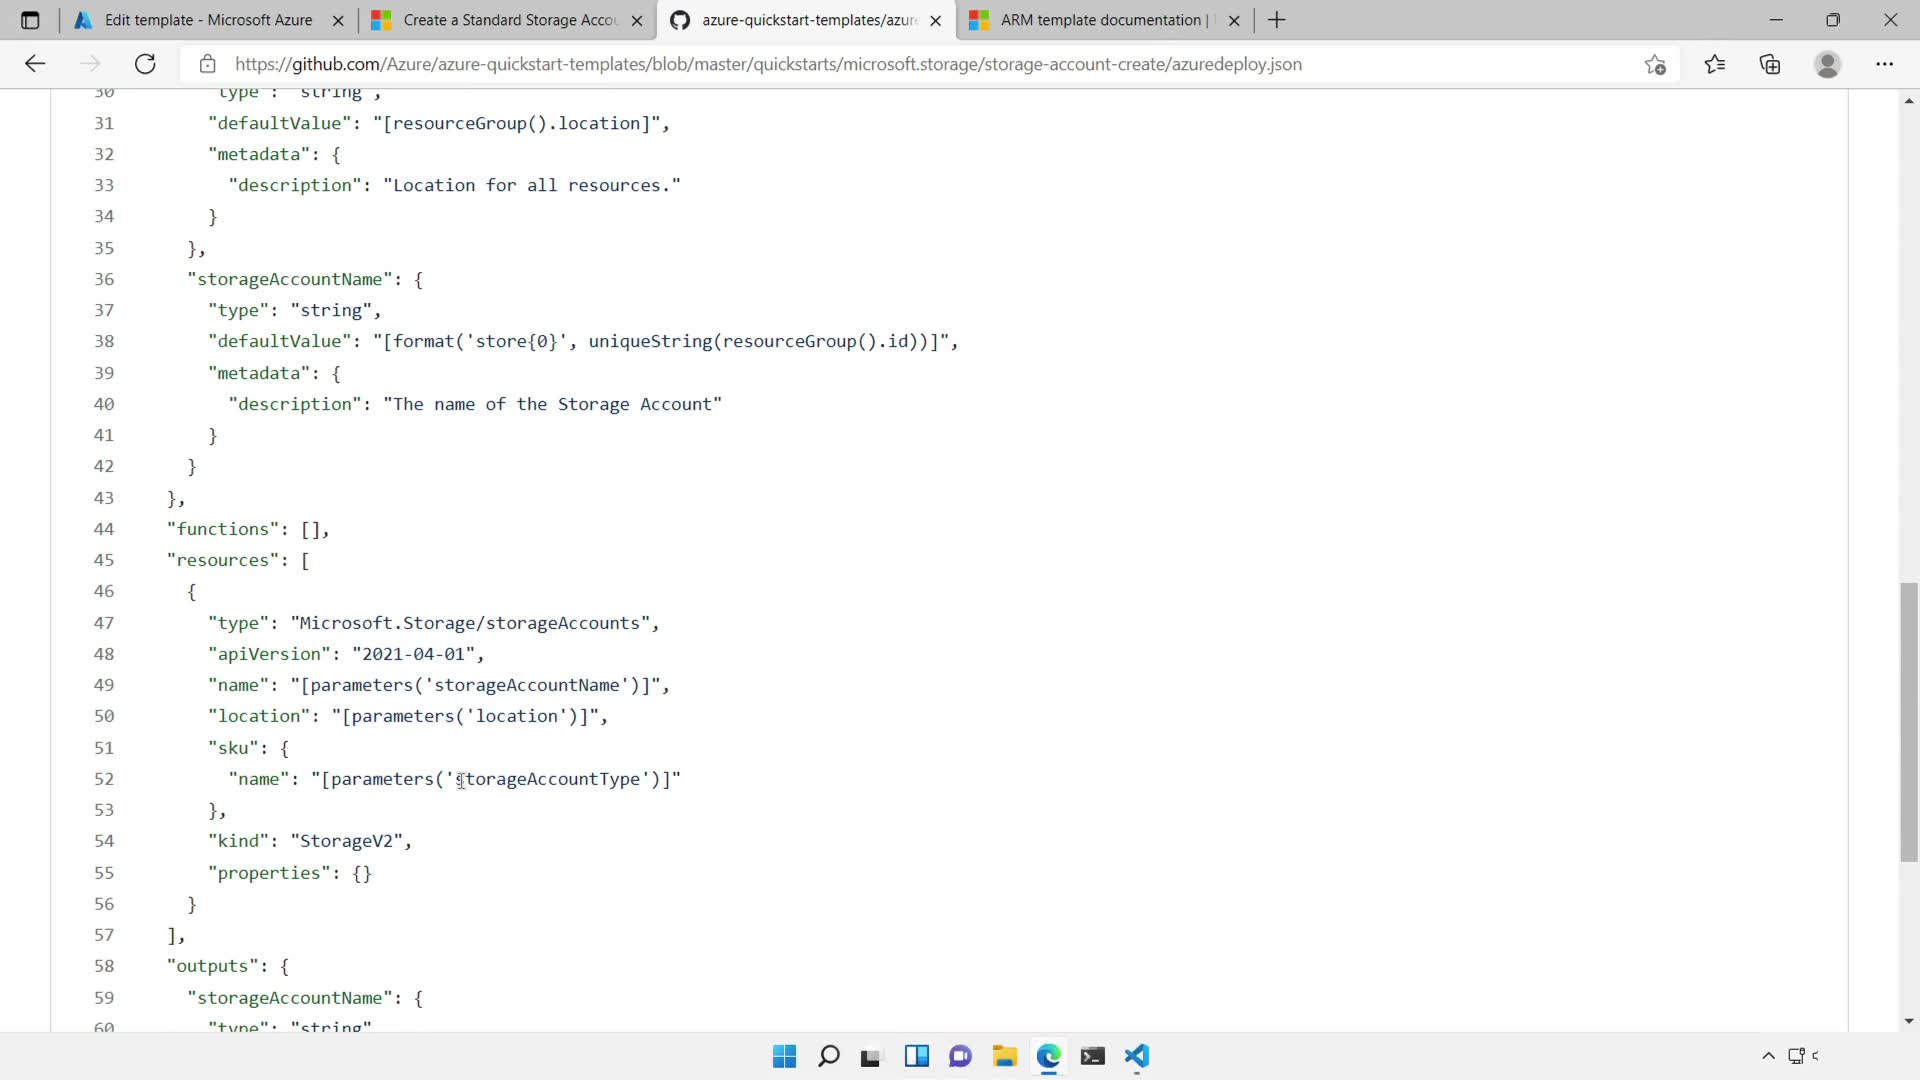 Edit template - Microsoft Azure
Create a Standard Storage Accou
azure-quickstart-templates/azure
ARM template documentation |
https://github.com/Azure/azure-quickstart-templates/blob/master/quickstarts/microsoft.storage/storage-account-create/azuredeploy.json
30 "type": "string",
31 "defaultValue": "[resourceGroup().location]",
32 "metadata": {
33 "description": "Location for all resources."
34 }
35 },
36 "storageAccountName": {
37 "type": "string",
38 "defaultValue": "[format('store{0}', uniqueString(resourceGroup().id))]",
39 "metadata": {
40 "description": "The name of the Storage Account"
41 }
42 }
43 },
44 "functions": [],
45 "resources": [
46 {
47 "type": "Microsoft.Storage/storageAccounts",
48 "apiVersion": "2021-04-01",
49 "name": "[parameters('storageAccountName')]",
50 "location": "[parameters('location')]",
51 "sku": {
52 "name": "[parameters('storageAccountType')]"
53 },
54 "kind": "StorageV2",
55 "properties": {}
56 }
57 ],
58 "outputs": {
59 "storageAccountName": {
60 "type": "string"